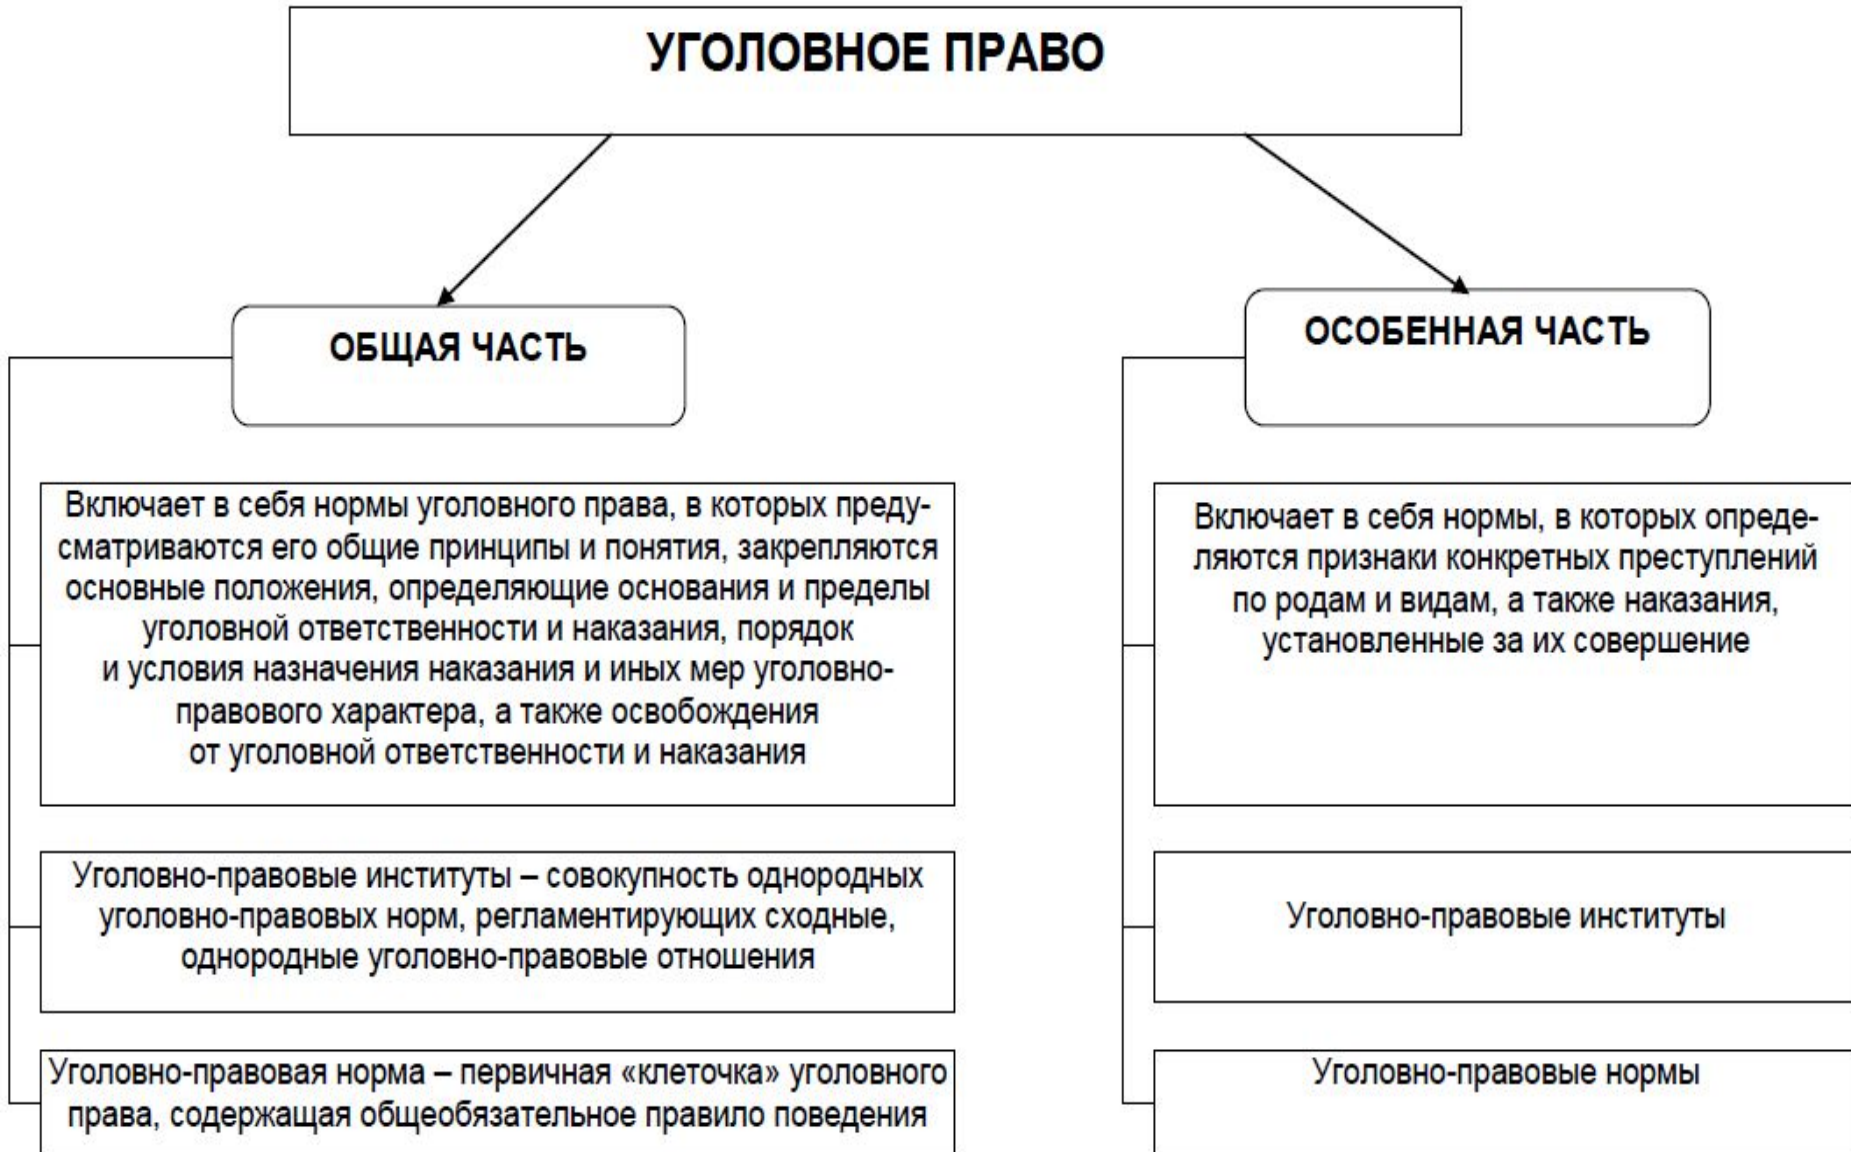 УГОЛОВНОЕ ПРАВО
ОБЩАЯ ЧАСТЬ
Включает в себя нормы уголовного права, в которых преду-
сматриваются его общие принципы и понятия, закрепляются
основные положения, определяющие основания и пределы
уголовной ответственности и наказания, порядок
и условия назначения наказания и иных мер уголовно-
правового характера, а также освобождения
от уголовной ответственности и наказания
Уголовно-правовые институты – совокупность однородных
уголовно-правовых норм, регламентирующих сходные,
однородные уголовно-правовые отношения
Уголовно-правовая норма – первичная «клеточка» уголовного
права, содержащая общеобязательное правило поведения
ОСОБЕННАЯ ЧАСТЬ
Включает в себя нормы, в которых опреде-
ляются признаки конкретных преступлений
по родам и видам, а также наказания,
установленные за их совершение
Уголовно-правовые институты
Уголовно-правовые нормы